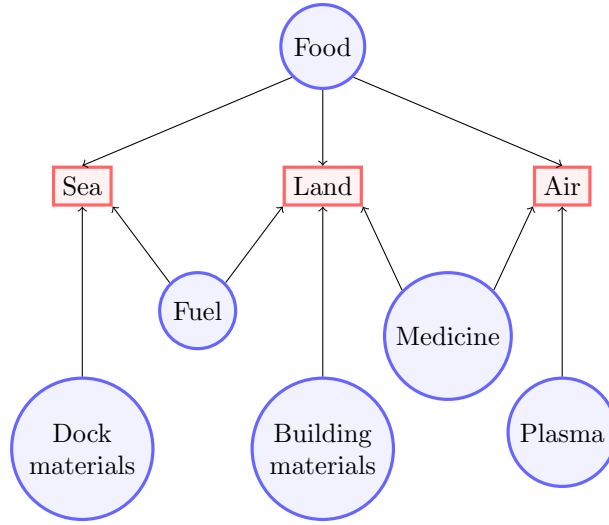 Food
Sea
Land
Air
Fuel
Medicine
Dock
materials
Building
materials
Plasma